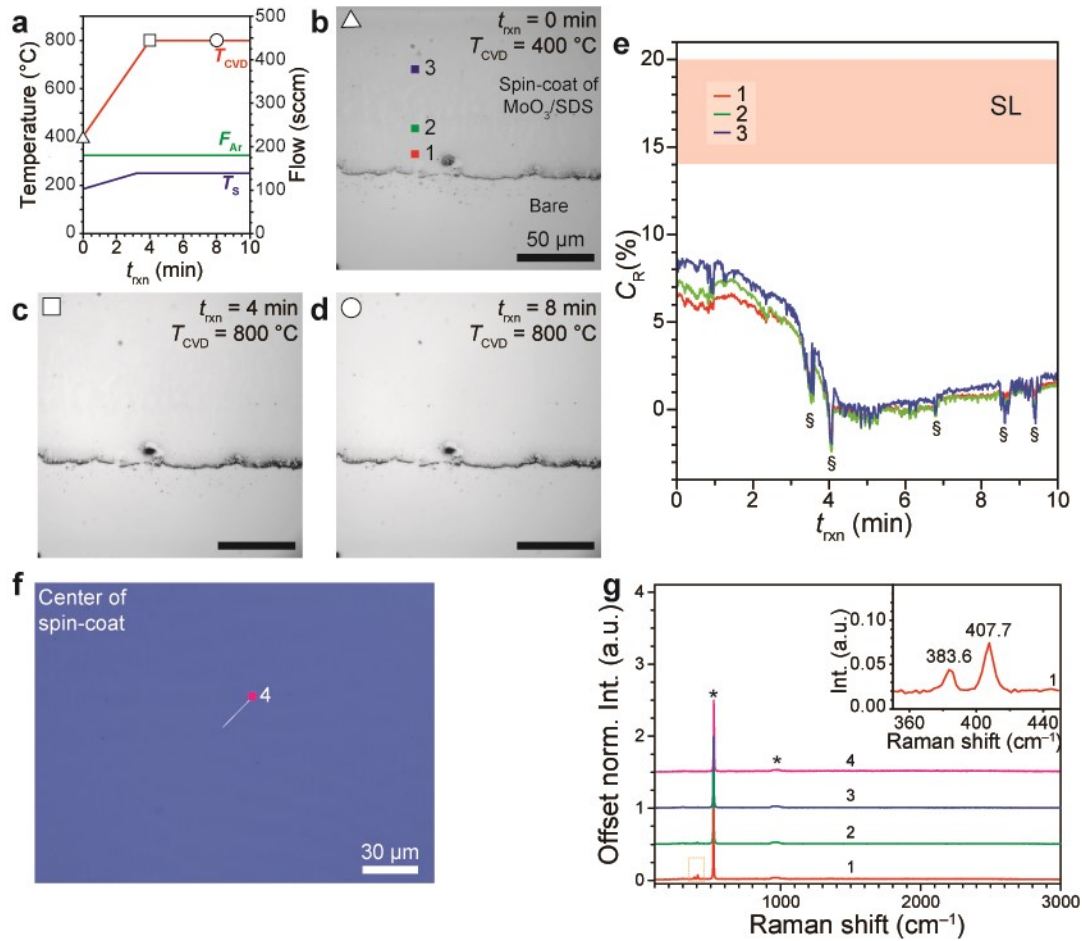 a
Temperature (°C)
800
600
400
200
0
T_CVD
F_Ar
T_S
500
400
300
200
100
0
Flow (sccm)
0 2 4 6 8 10
t_rxn (min)
b
t_rxn = 0 min
T_CVD = 400 °C
3
Spin-coat of
MoO₃/SDS
2
1
Bare
50 µm
c
t_rxn = 4 min
T_CVD = 800 °C
d
t_rxn = 8 min
T_CVD = 800 °C
e
C_R(%)
20
15
10
5
0
1
2
3
SL
§ § § § §
0 2 4 6 8 10
t_rxn (min)
f
Center of
spin-coat
4
30 µm
g
Offset norm. Int. (a.u.)
4
3
2
1
0
*
*
4
3
2
1
1000 2000 3000
Raman shift (cm⁻¹)
Int. (a.u.)
0.10
0.05
0.00
383.6
407.7
1
360 400 440
Raman shift (cm⁻¹)